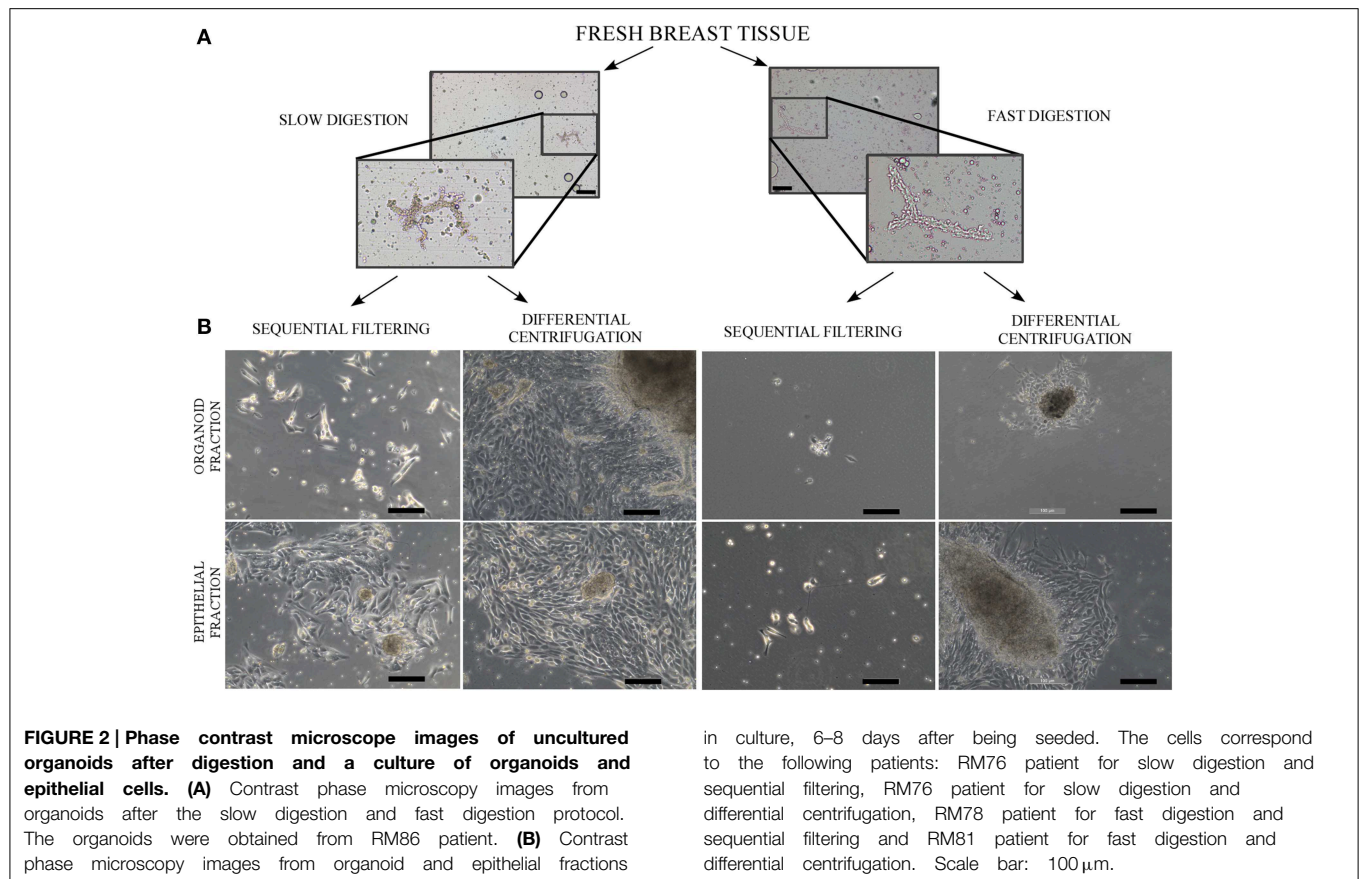 A
FRESH BREAST TISSUE
SLOW DIGESTION
FAST DIGESTION
B
SEQUENTIAL FILTERING
DIFFERENTIAL
CENTRIFUGATION
SEQUENTIAL FILTERING
DIFFERENTIAL
CENTRIFUGATION
ORGANOID
FRACTION
100 µm
EPITHELIAL
FRACTION
100 µm
FIGURE 2 | Phase contrast microscope images of uncultured
organoids after digestion and a culture of organoids and
epithelial cells. (A) Contrast phase microscopy images from
organoids after the slow digestion and fast digestion protocol.
The organoids were obtained from RM86 patient. (B) Contrast
phase microscopy images from organoid and epithelial fractions
in culture, 6–8 days after being seeded. The cells correspond
to the following patients: RM76 patient for slow digestion and
sequential filtering, RM76 patient for slow digestion and
differential centrifugation, RM78 patient for fast digestion and
sequential filtering and RM81 patient for fast digestion and
differential centrifugation. Scale bar: 100 µm.